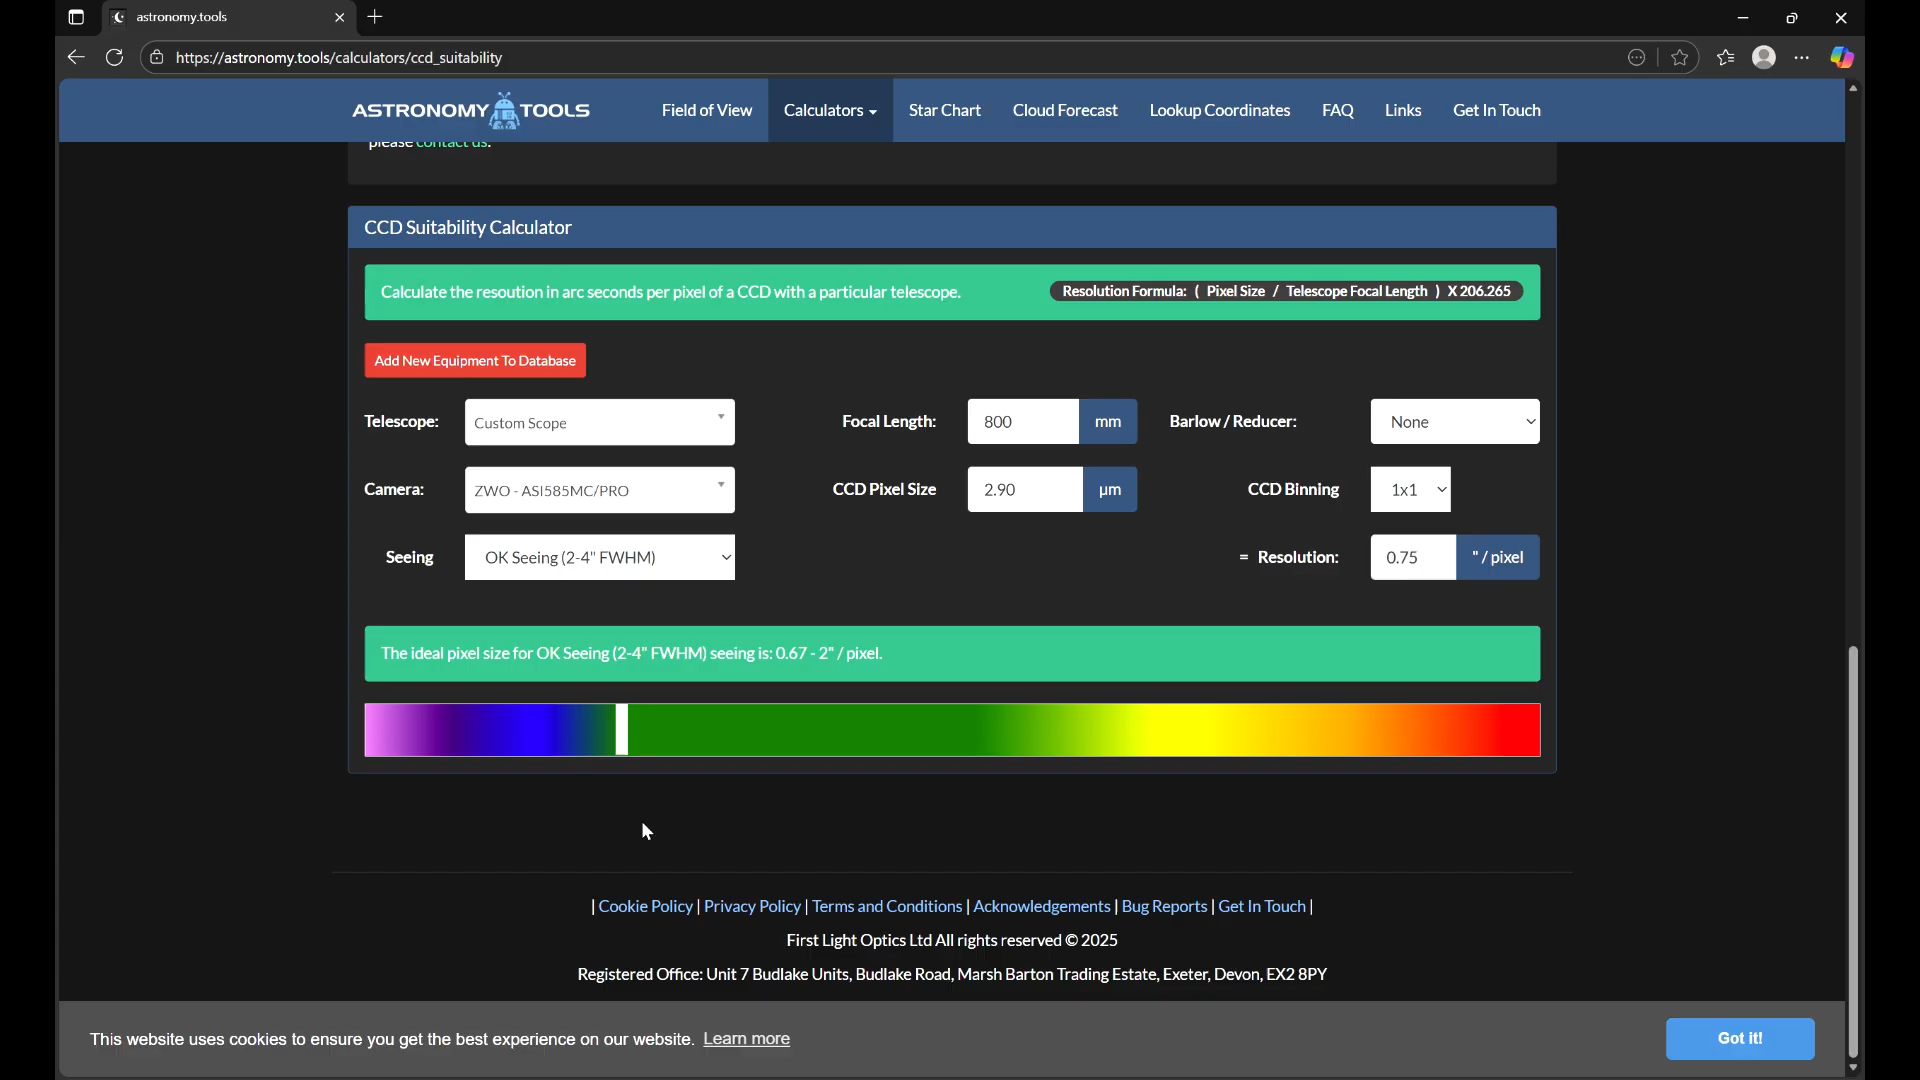 astronomy.tools
https://astronomy.tools/calculators/ccd_suitability
ASTRONOMY TOOLS
Field of View
Calculators
Star Chart
Cloud Forecast
Lookup Coordinates
FAQ
Links
Get In Touch
please contact us.
CCD Suitability Calculator
Calculate the resoution in arc seconds per pixel of a CCD with a particular telescope.
Resolution Formula: ( Pixel Size / Telescope Focal Length ) X 206.265
Add New Equipment To Database
Telescope: Custom Scope Focal Length: 800 mm Barlow / Reducer: None
Camera: ZWO - ASI585MC/PRO CCD Pixel Size 2.90 µm CCD Binning 1x1
Seeing OK Seeing (2-4" FWHM) = Resolution: 0.75 " / pixel
The ideal pixel size for OK Seeing (2-4" FWHM) seeing is: 0.67 - 2" / pixel.
| Cookie Policy | Privacy Policy | Terms and Conditions | Acknowledgements | Bug Reports | Get In Touch |
First Light Optics Ltd All rights reserved © 2025
Registered Office: Unit 7 Budlake Units, Budlake Road, Marsh Barton Trading Estate, Exeter, Devon, EX2 8PY
This website uses cookies to ensure you get the best experience on our website. Learn more
Got it!